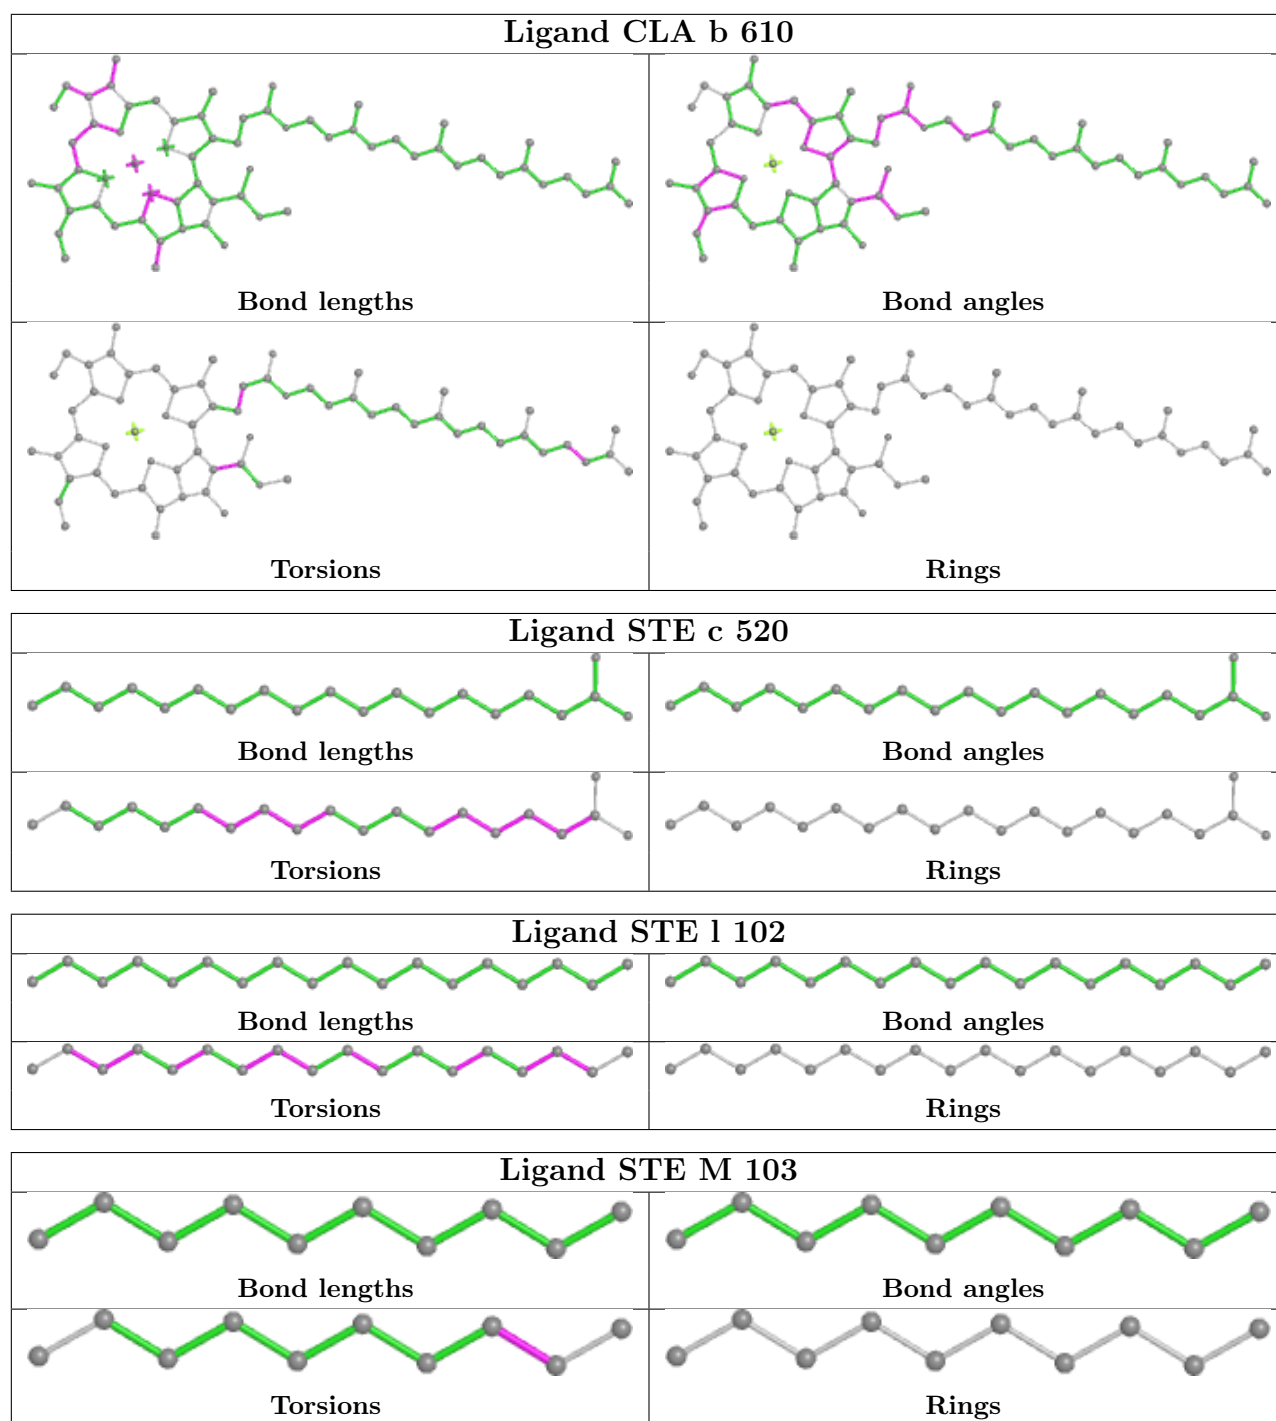 Ligand CLA b 610
Bond lengths
Bond angles
Torsions
Rings
Ligand STE c 520
Bond lengths
Bond angles
Torsions
Rings
Ligand STE l 102
Bond lengths
Bond angles
Torsions
Rings
Ligand STE M 103
Bond lengths
Bond angles
Torsions
Rings